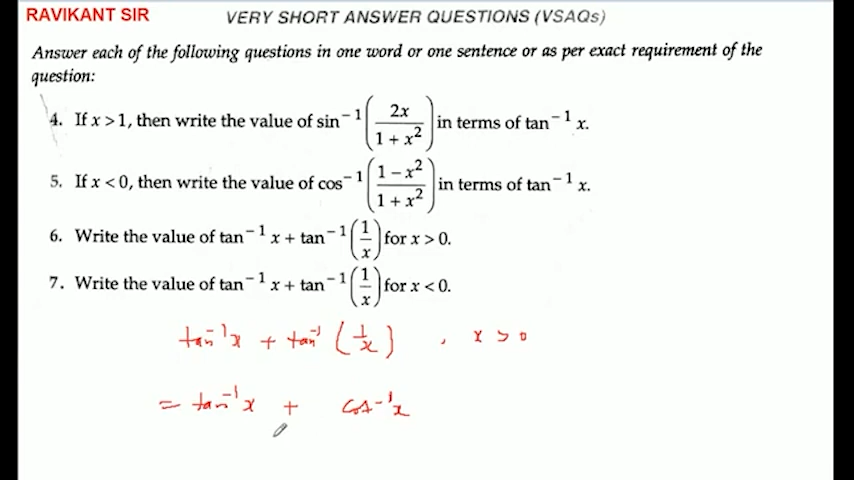 RAVIKANT SIR VERY SHORT ANSWER QUESTIONS (VSAQs)
Answer each of the following questions in one word or one sentence or as per exact requirement of the
question:
4. If x > 1, then write the value of sin⁻¹ (2x / (1 + x²)) in terms of tan⁻¹ x.
5. If x < 0, then write the value of cos⁻¹ ((1 − x²) / (1 + x²)) in terms of tan⁻¹ x.
6. Write the value of tan⁻¹ x + tan⁻¹ (1/x) for x > 0.
7. Write the value of tan⁻¹ x + tan⁻¹ (1/x) for x < 0.
tan⁻¹x + tan⁻¹ (1/x) , x > 0
= tan⁻¹x + cot⁻¹x